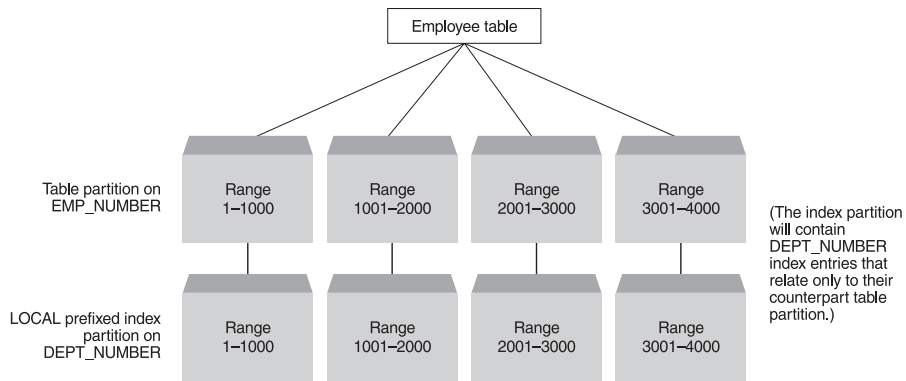 Employee table
Table partition on
EMP_NUMBER
Range
1–1000
Range
1001–2000
Range
2001–3000
Range
3001–4000
(The index partition
will contain
DEPT_NUMBER
index entries that
relate only to their
counterpart table
partition.)
LOCAL prefixed index
partition on
DEPT_NUMBER
Range
1–1000
Range
1001–2000
Range
2001–3000
Range
3001–4000